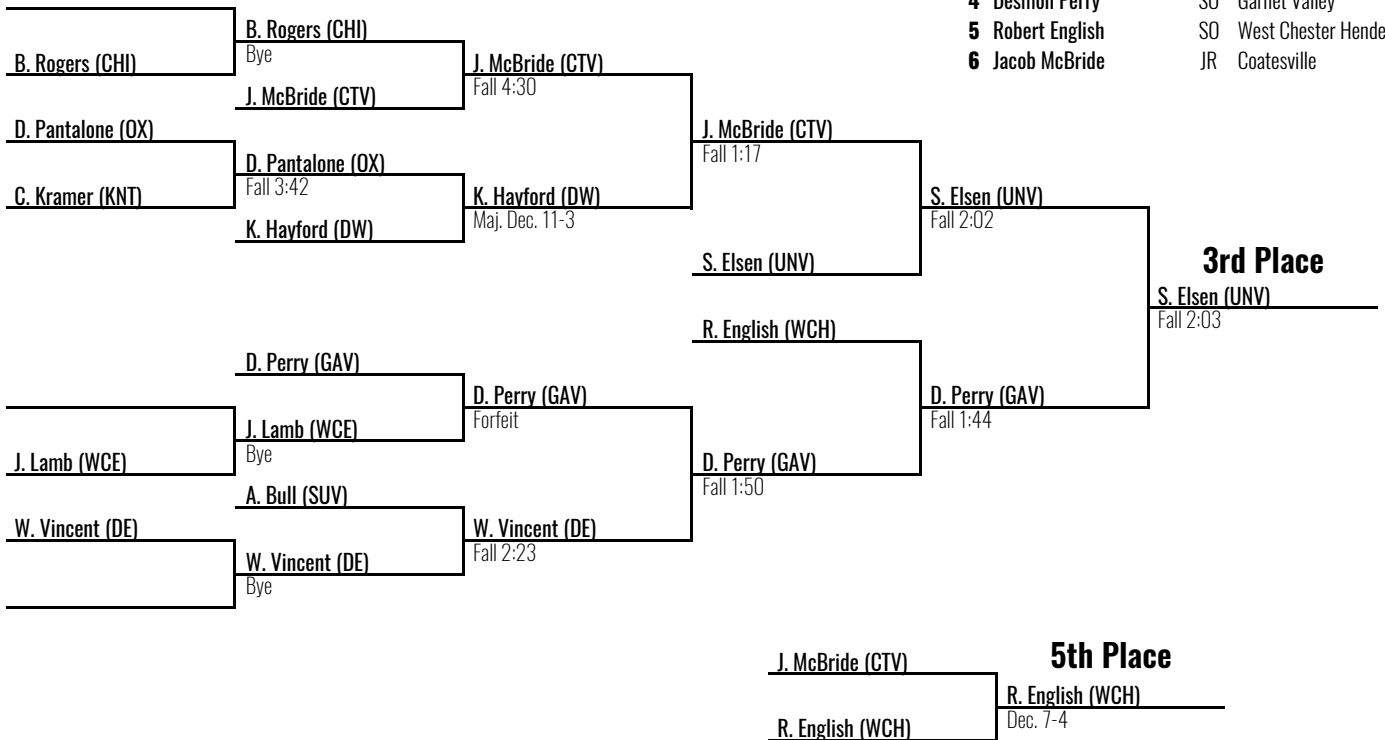 4 Desmon Perry SO Garnet Valley
B. Rogers (CHI)
5 Robert English SO West Chester Hende
Bye
B. Rogers (CHI)
J. McBride (CTV)
6 Jacob McBride JR Coatesville
Fall 4:30
J. McBride (CTV)
D. Pantalone (OX)
J. McBride (CTV)
Fall 1:17
D. Pantalone (OX)
Fall 3:42
C. Kramer (KNT)
K. Hayford (DW)
S. Elsen (UNV)
Maj. Dec. 11-3
Fall 2:02
K. Hayford (DW)
S. Elsen (UNV)
3rd Place
S. Elsen (UNV)
Fall 2:03
R. English (WCH)
D. Perry (GAV)
D. Perry (GAV)
D. Perry (GAV)
Forfeit
Fall 1:44
J. Lamb (WCE)
Bye
J. Lamb (WCE)
D. Perry (GAV)
Fall 1:50
A. Bull (SUV)
W. Vincent (DE)
W. Vincent (DE)
Fall 2:23
W. Vincent (DE)
Bye
5th Place
J. McBride (CTV)
R. English (WCH)
Dec. 7-4
R. English (WCH)